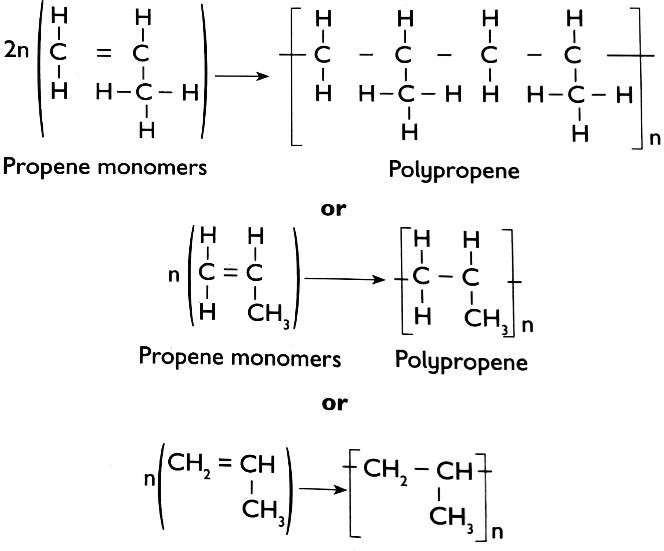 H H H H H H
2n C = C C – C – C – C
H H–C–H H H–C–H H H–C–H
H H H n
Propene monomers Polypropene
or
H H H H
n C = C C – C
H CH₃ H CH₃ n
Propene monomers Polypropene
or
n CH₂ = CH CH₂ – CH
CH₃ CH₃ n